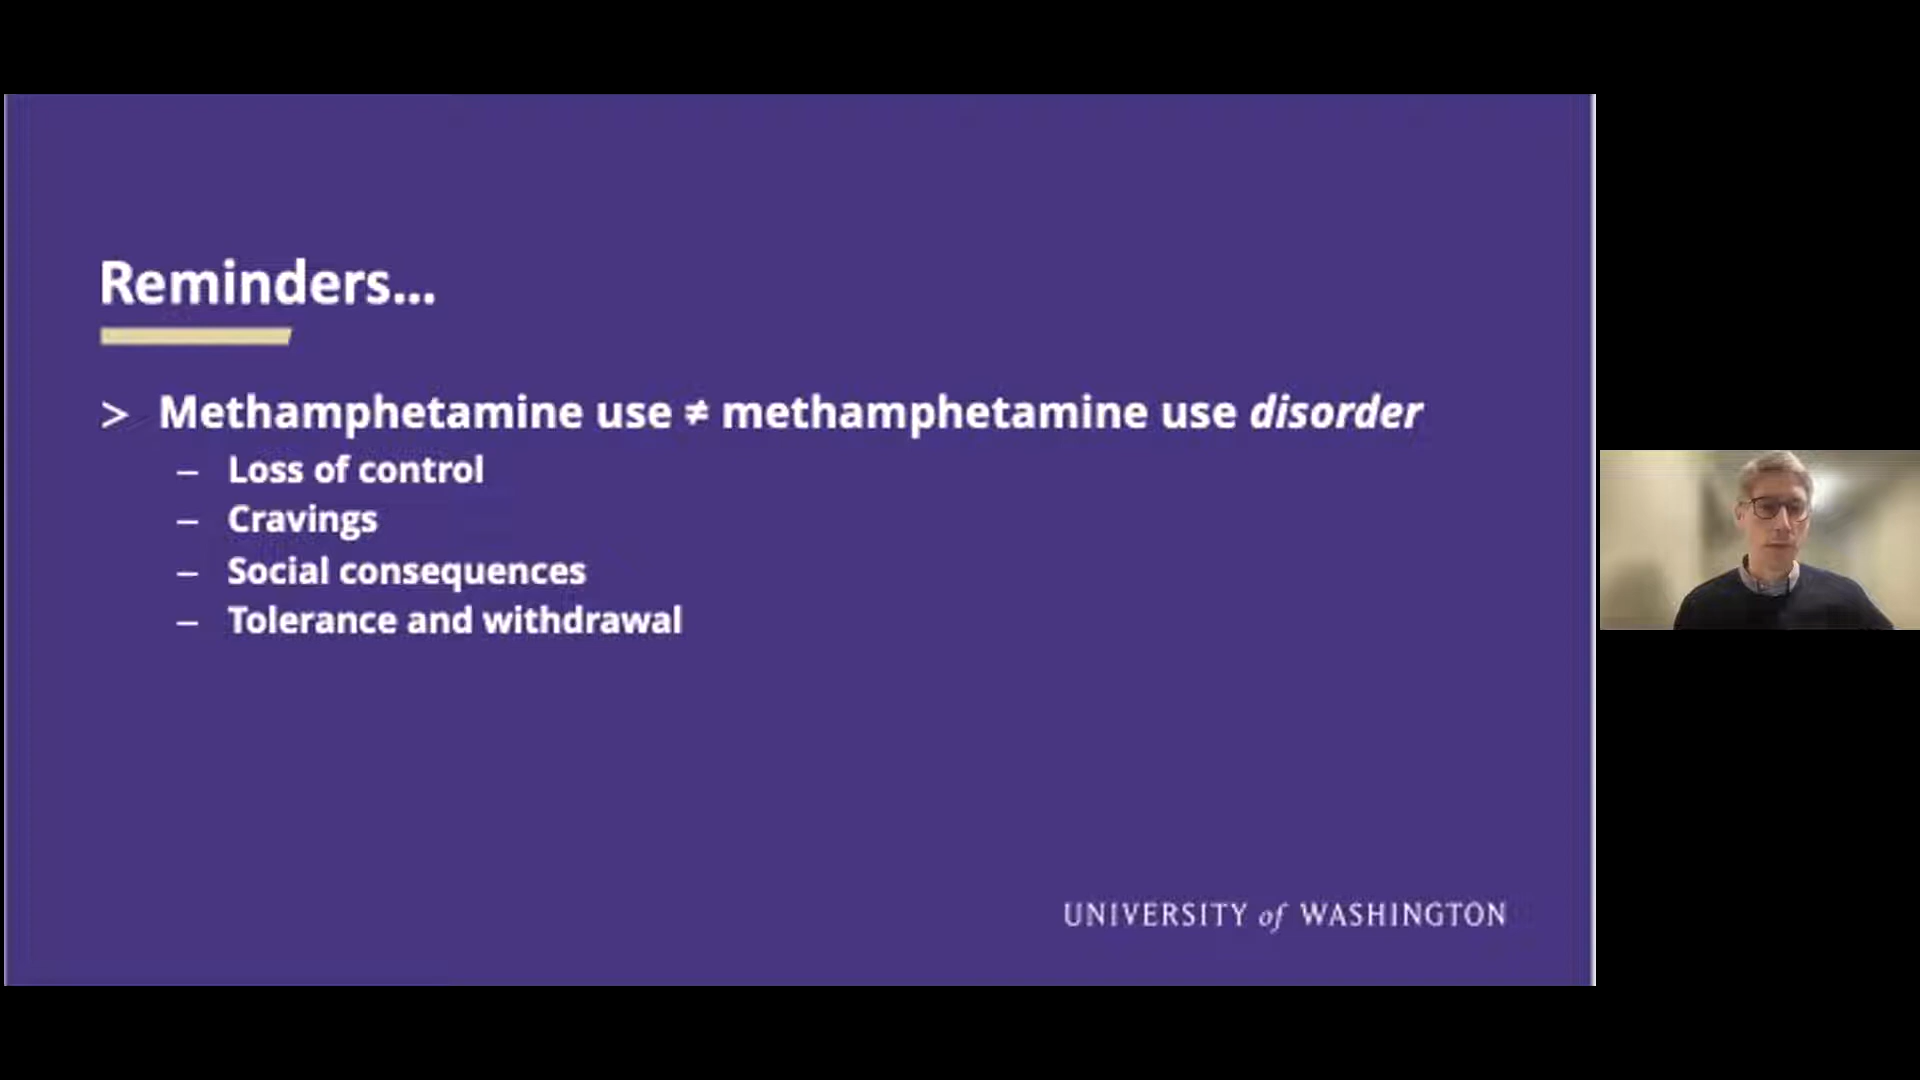 Reminders...
> Methamphetamine use ≠ methamphetamine use disorder
– Loss of control
– Cravings
– Social consequences
– Tolerance and withdrawal
UNIVERSITY of WASHINGTON